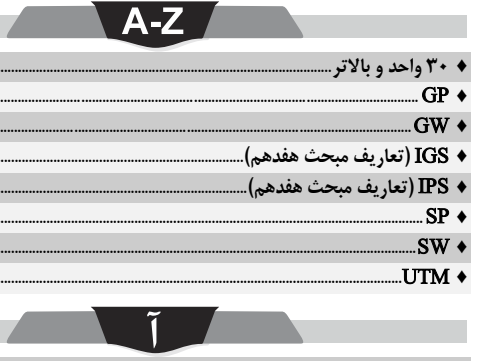 A-Z
♦ ۳۰ واحد و بالاتر
♦ GP
♦ GW
♦ IGS (تعاریف مبحث هفدهم)
♦ IPS (تعاریف مبحث هفدهم)
♦ SP
♦ SW
♦ UTM
آ